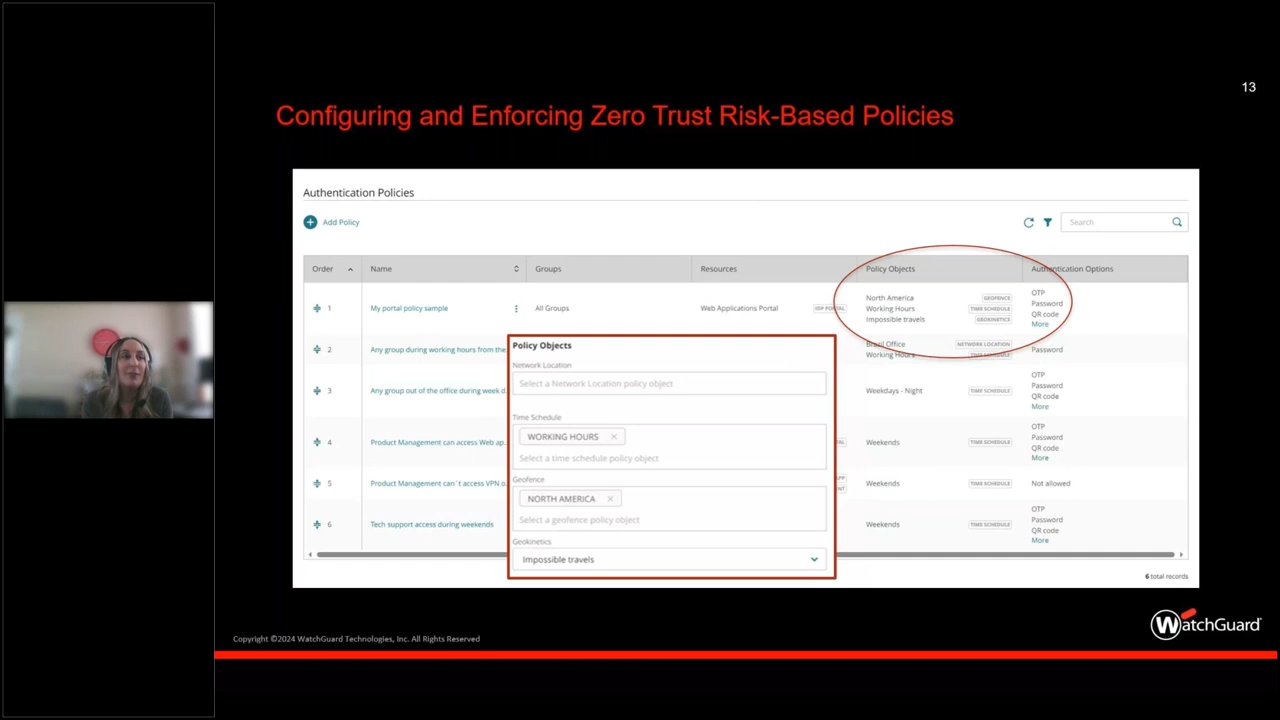 13
Configuring and Enforcing Zero Trust Risk-Based Policies
Authentication Policies
Add Policy
Search
Order Name Groups Resources Policy Objects Authentication Options
1 My portal policy sample All Groups Web Applications Portal IDP PORTAL
North America GEOFENCE
Working Hours TIME SCHEDULE
Impossible travels GEOKINETICS
OTP
Password
QR code
More
2 Any group during working hours from the...
Brazil Office NETWORK LOCATION
Working Hours
Password
3 Any group out of the office during week d...
Weekdays - Night TIME SCHEDULE
OTP
Password
QR code
More
4 Product Management can access Web ap...
Weekends TIME SCHEDULE
OTP
Password
QR code
More
5 Product Management can´t access VPN o...
Weekends TIME SCHEDULE
Not allowed
6 Tech support access during weekends
Weekends TIME SCHEDULE
OTP
Password
QR code
More
6 total records
Policy Objects
Network Location
Select a Network Location policy object
Time Schedule
WORKING HOURS ×
Select a time schedule policy object
Geofence
NORTH AMERICA ×
Select a geofence policy object
Geokinetics
Impossible travels
Copyright ©2024 WatchGuard Technologies, Inc. All Rights Reserved
WatchGuard